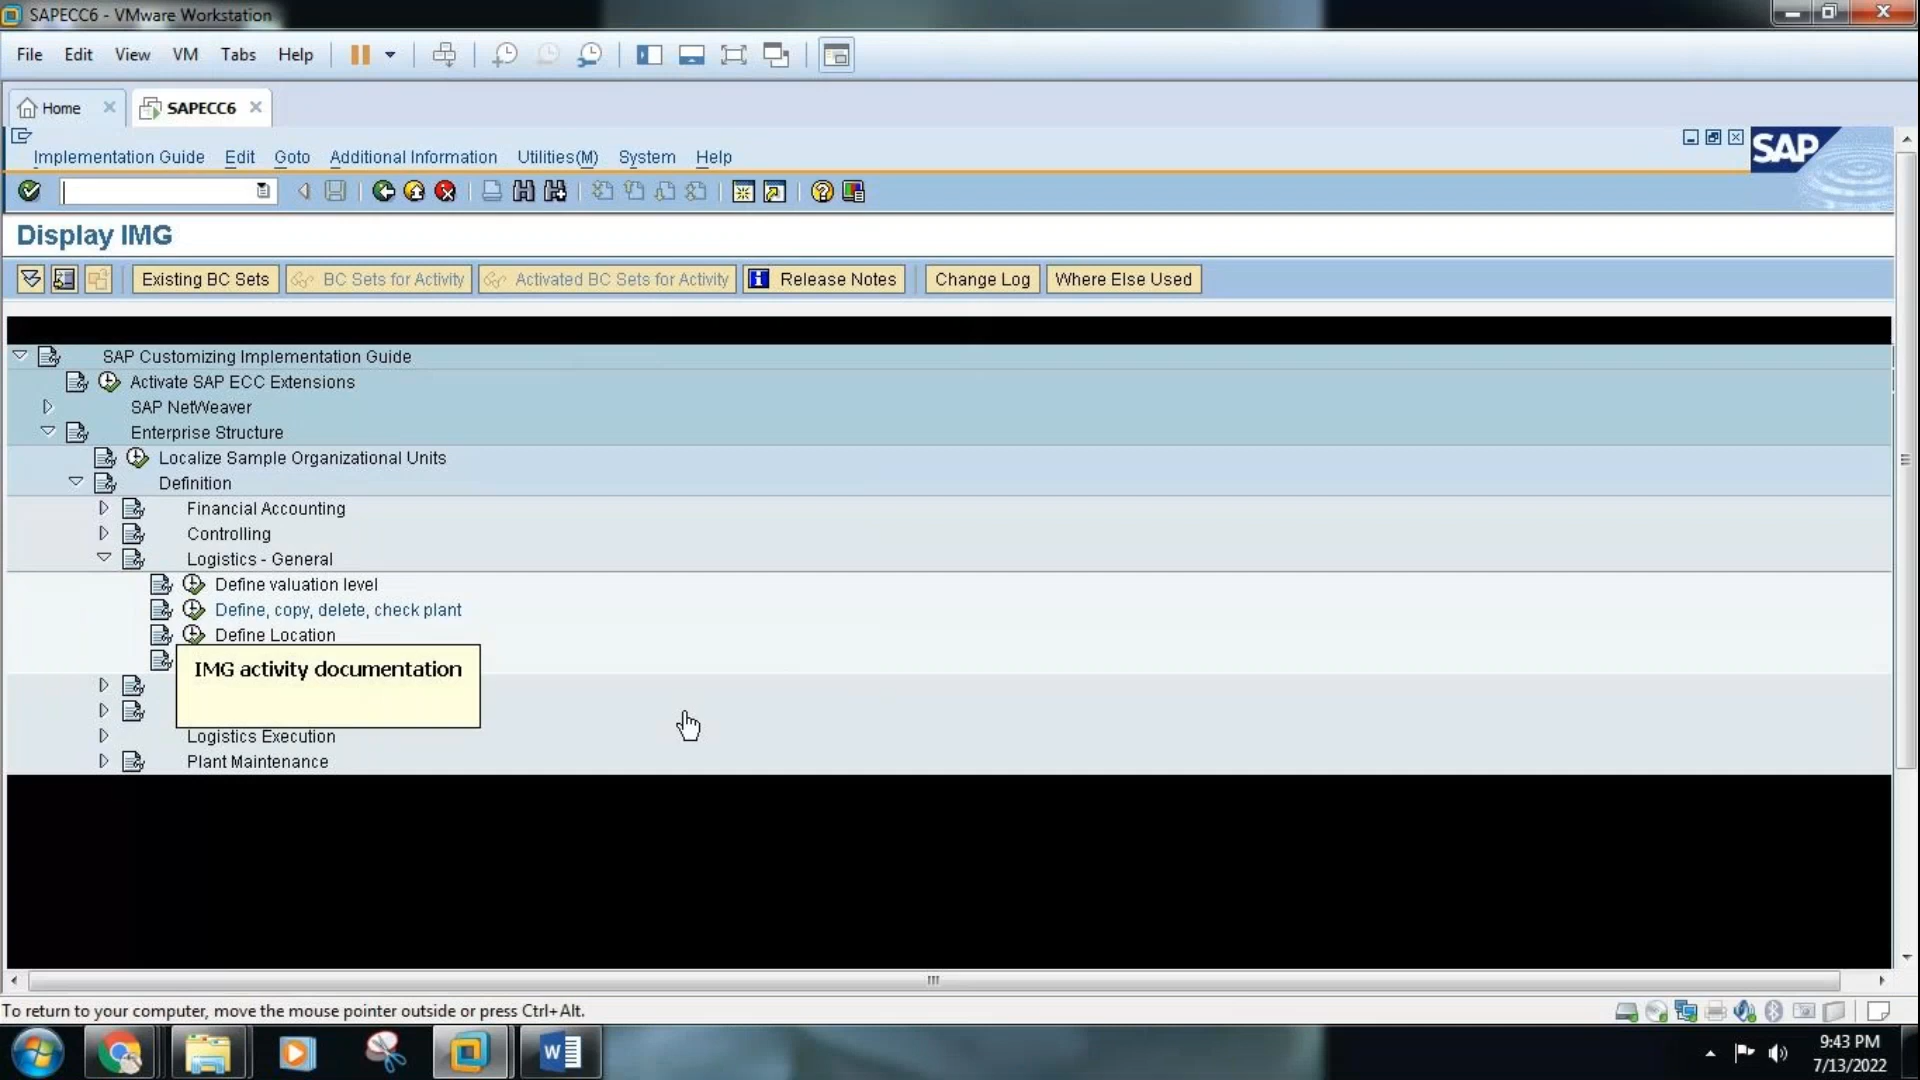 SAPECC6 - VMware Workstation
File Edit View VM Tabs Help
Home SAPECC6
Implementation Guide Edit Goto Additional Information Utilities(M) System Help
SAP
Display IMG
Existing BC Sets BC Sets for Activity Activated BC Sets for Activity Release Notes Change Log Where Else Used
SAP Customizing Implementation Guide
Activate SAP ECC Extensions
SAP NetWeaver
Enterprise Structure
Localize Sample Organizational Units
Definition
Financial Accounting
Controlling
Logistics - General
Define valuation level
Define, copy, delete, check plant
Define Location
IMG activity documentation
Logistics Execution
Plant Maintenance
To return to your computer, move the mouse pointer outside or press Ctrl+Alt.
9:43 PM
7/13/2022